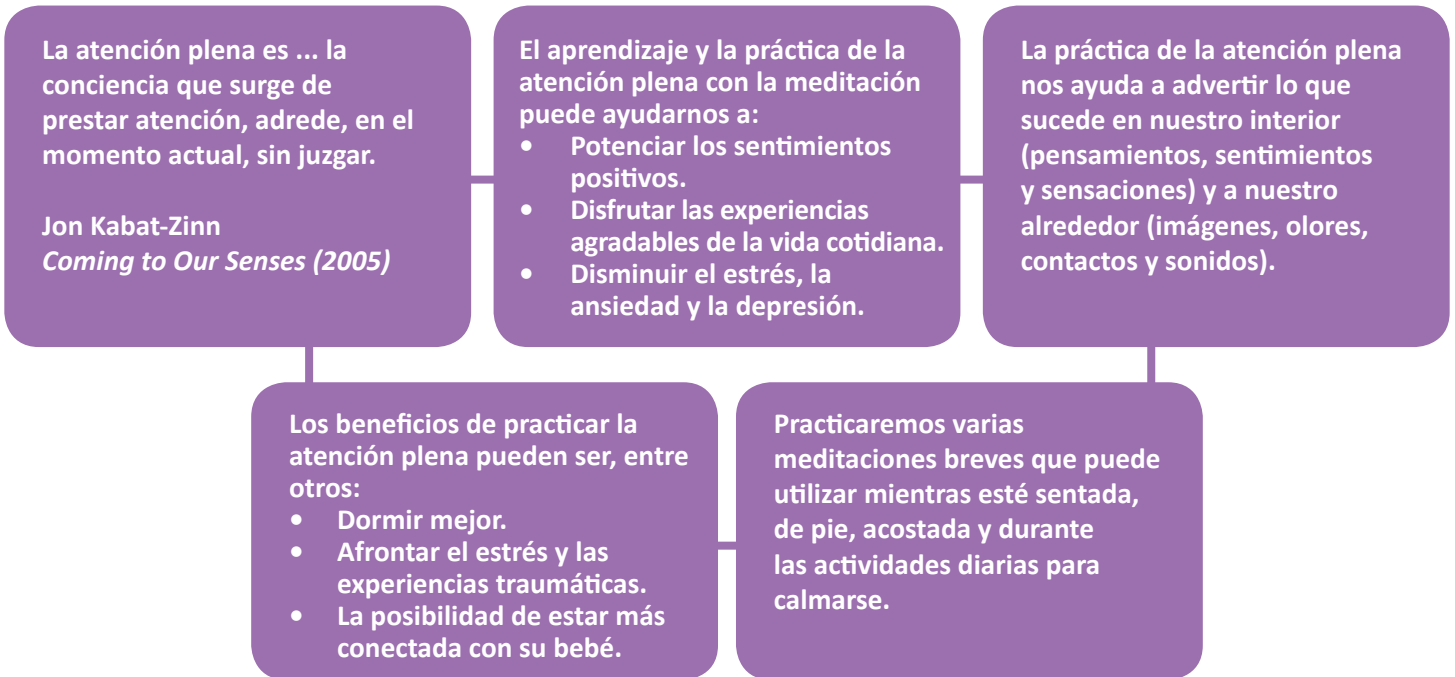 La atención plena es ... la
conciencia que surge de
prestar atención, adrede, en el
momento actual, sin juzgar.
Jon Kabat-Zinn
Coming to Our Senses (2005)
El aprendizaje y la práctica de la
atención plena con la meditación
puede ayudarnos a:
• Potenciar los sentimientos
positivos.
• Disfrutar las experiencias
agradables de la vida cotidiana.
• Disminuir el estrés, la
ansiedad y la depresión.
La práctica de la atención plena
nos ayuda a advertir lo que
sucede en nuestro interior
(pensamientos, sentimientos
y sensaciones) y a nuestro
alrededor (imágenes, olores,
contactos y sonidos).
Los beneficios de practicar la
atención plena pueden ser, entre
otros:
• Dormir mejor.
• Afrontar el estrés y las
experiencias traumáticas.
• La posibilidad de estar más
conectada con su bebé.
Practicaremos varias
meditaciones breves que puede
utilizar mientras esté sentada,
de pie, acostada y durante
las actividades diarias para
calmarse.